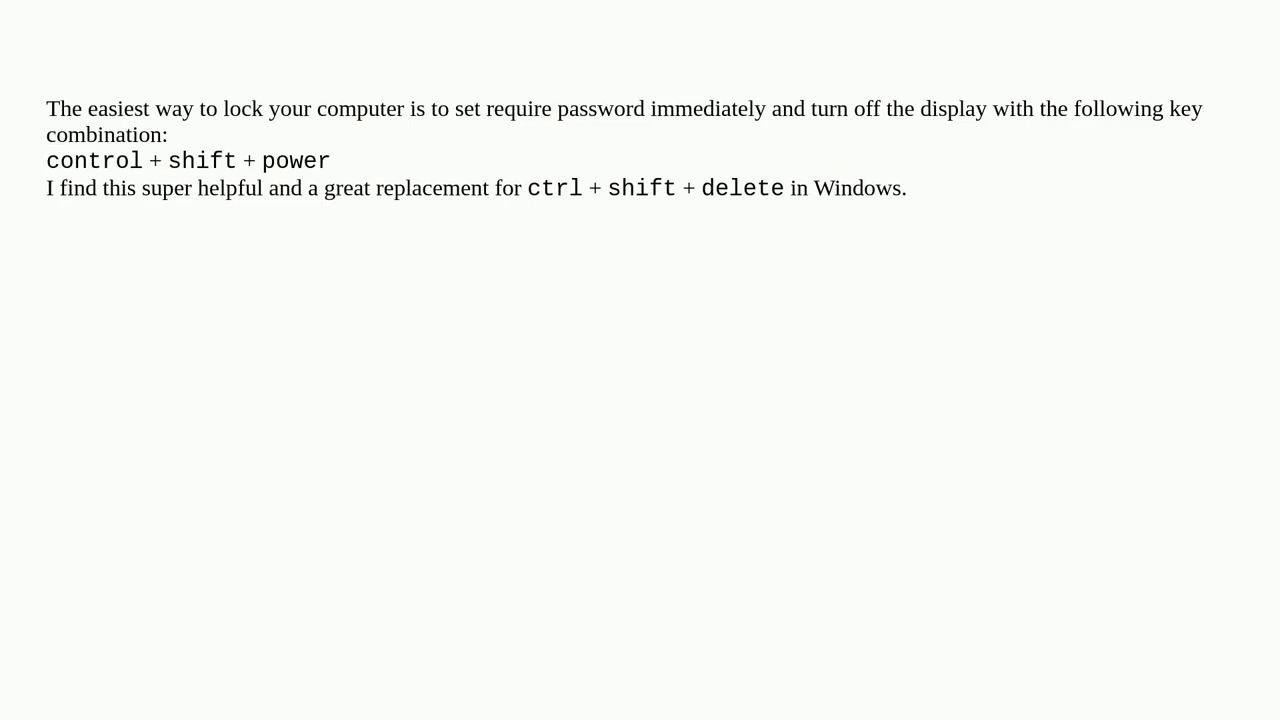 The easiest way to lock your computer is to set require password immediately and turn off the display with the following key
combination:
control + shift + power
I find this super helpful and a great replacement for ctrl + shift + delete in Windows.